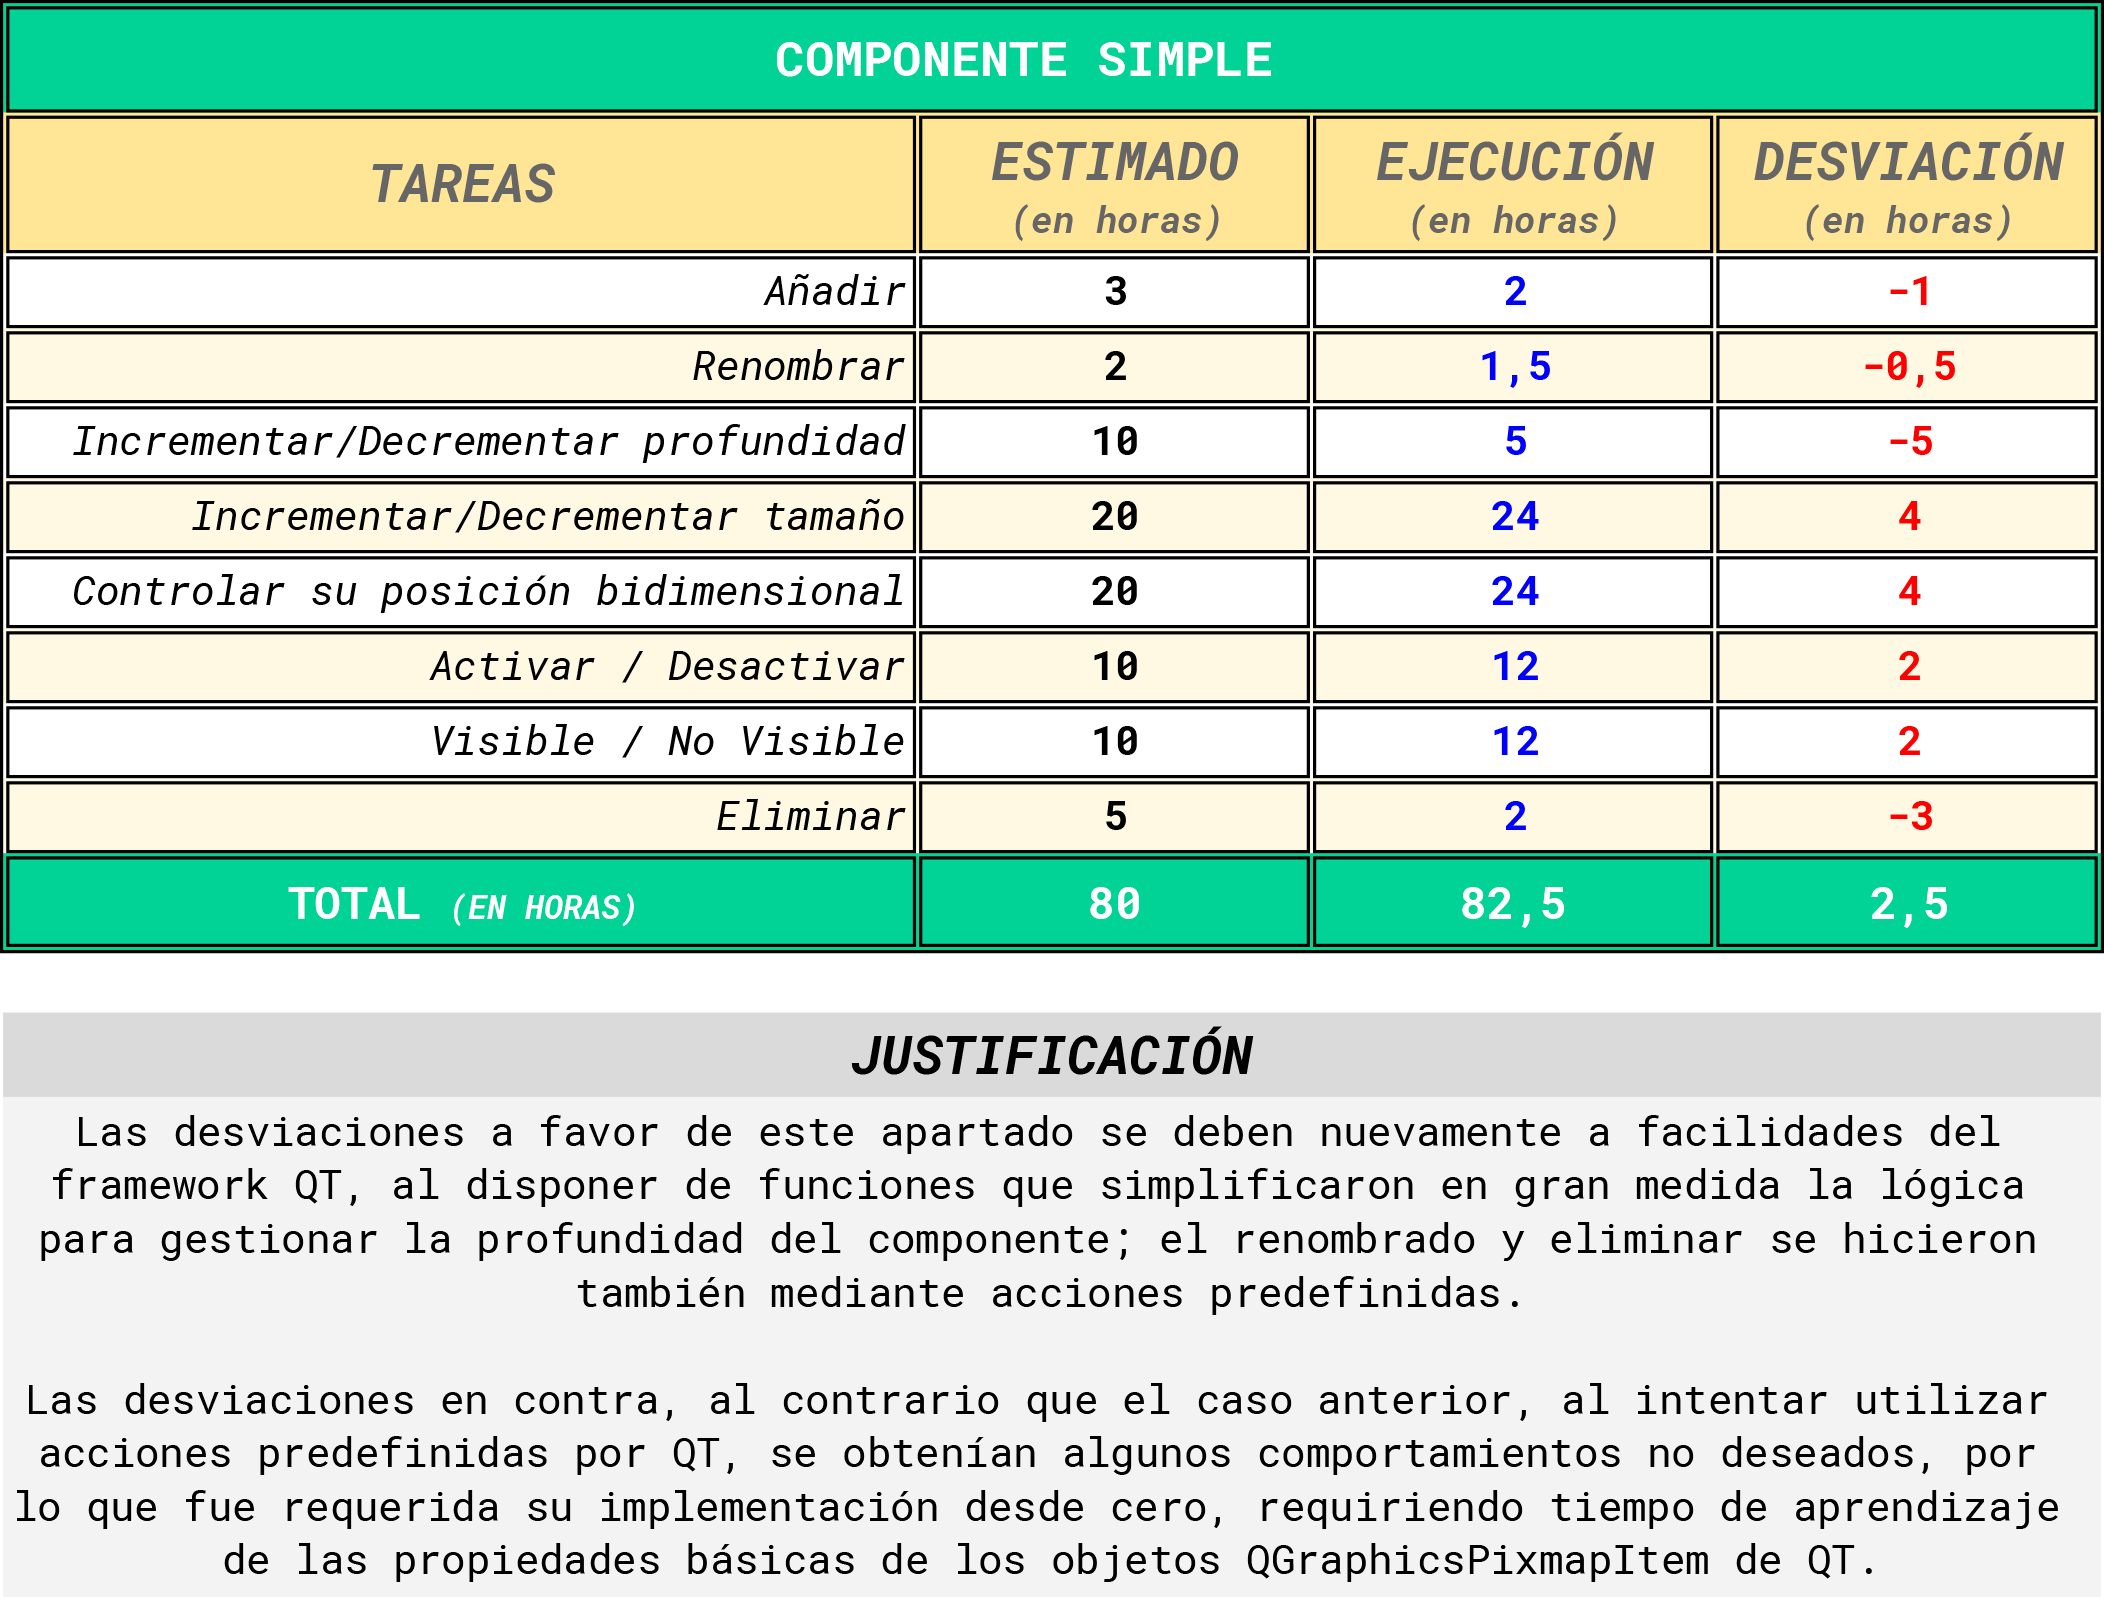 COMPONENTE SIMPLE
TAREAS ESTIMADO (en horas) EJECUCIÓN (en horas) DESVIACIÓN (en horas)
Añadir 3 2 -1
Renombrar 2 1,5 -0,5
Incrementar/Decrementar profundidad 10 5 -5
Incrementar/Decrementar tamaño 20 24 4
Controlar su posición bidimensional 20 24 4
Activar / Desactivar 10 12 2
Visible / No Visible 10 12 2
Eliminar 5 2 -3
TOTAL (EN HORAS) 80 82,5 2,5
JUSTIFICACIÓN
Las desviaciones a favor de este apartado se deben nuevamente a facilidades del
framework QT, al disponer de funciones que simplificaron en gran medida la lógica
para gestionar la profundidad del componente; el renombrado y eliminar se hicieron
también mediante acciones predefinidas.
Las desviaciones en contra, al contrario que el caso anterior, al intentar utilizar
acciones predefinidas por QT, se obtenían algunos comportamientos no deseados, por
lo que fue requerida su implementación desde cero, requiriendo tiempo de aprendizaje
de las propiedades básicas de los objetos QGraphicsPixmapItem de QT.